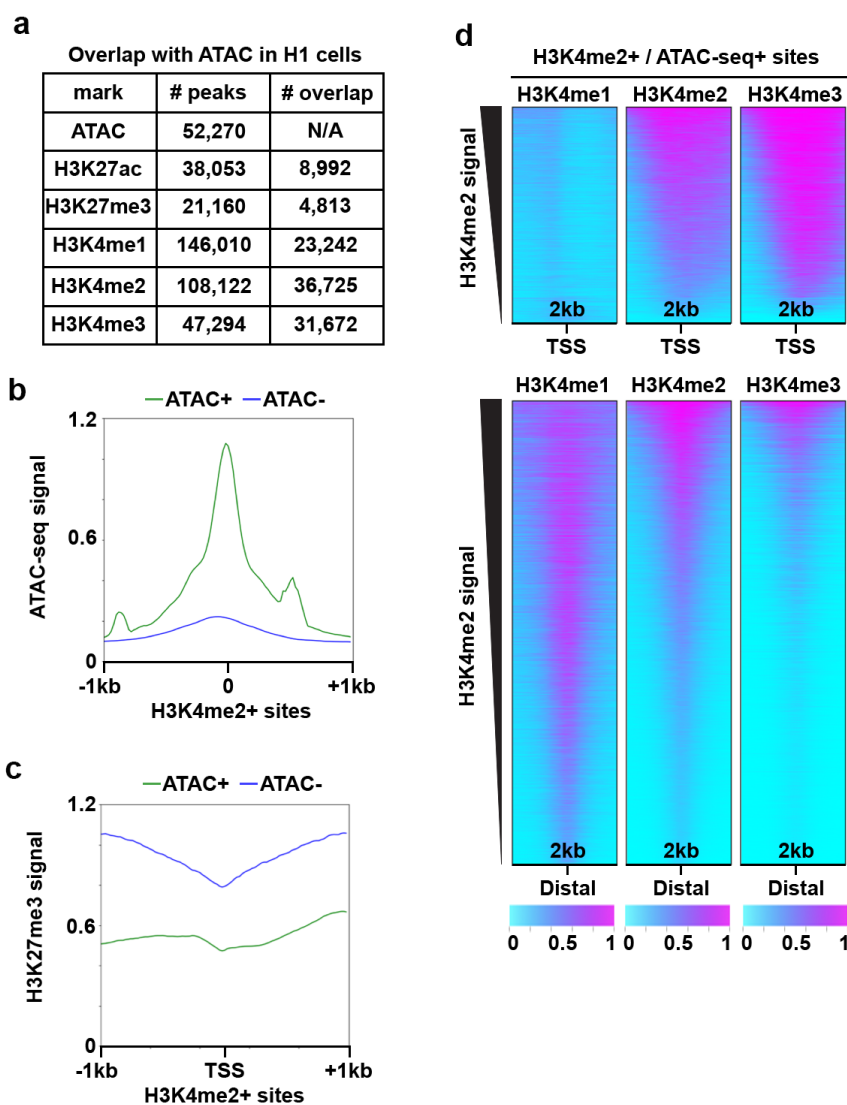 a
Overlap with ATAC in H1 cells
mark # peaks # overlap
ATAC 52,270 N/A
H3K27ac 38,053 8,992
H3K27me3 21,160 4,813
H3K4me1 146,010 23,242
H3K4me2 108,122 36,725
H3K4me3 47,294 31,672
b
ATAC+ ATAC-
1.2
0.6
0
ATAC-seq signal
-1kb 0 +1kb
H3K4me2+ sites
c
ATAC+ ATAC-
1.2
0.6
0
H3K27me3 signal
-1kb TSS +1kb
H3K4me2+ sites
d
H3K4me2+ / ATAC-seq+ sites
H3K4me1 H3K4me2 H3K4me3
H3K4me2 signal
2kb 2kb 2kb
TSS TSS TSS
H3K4me1 H3K4me2 H3K4me3
H3K4me2 signal
2kb 2kb 2kb
Distal Distal Distal
0 0.5 1 0 0.5 1 0 0.5 1